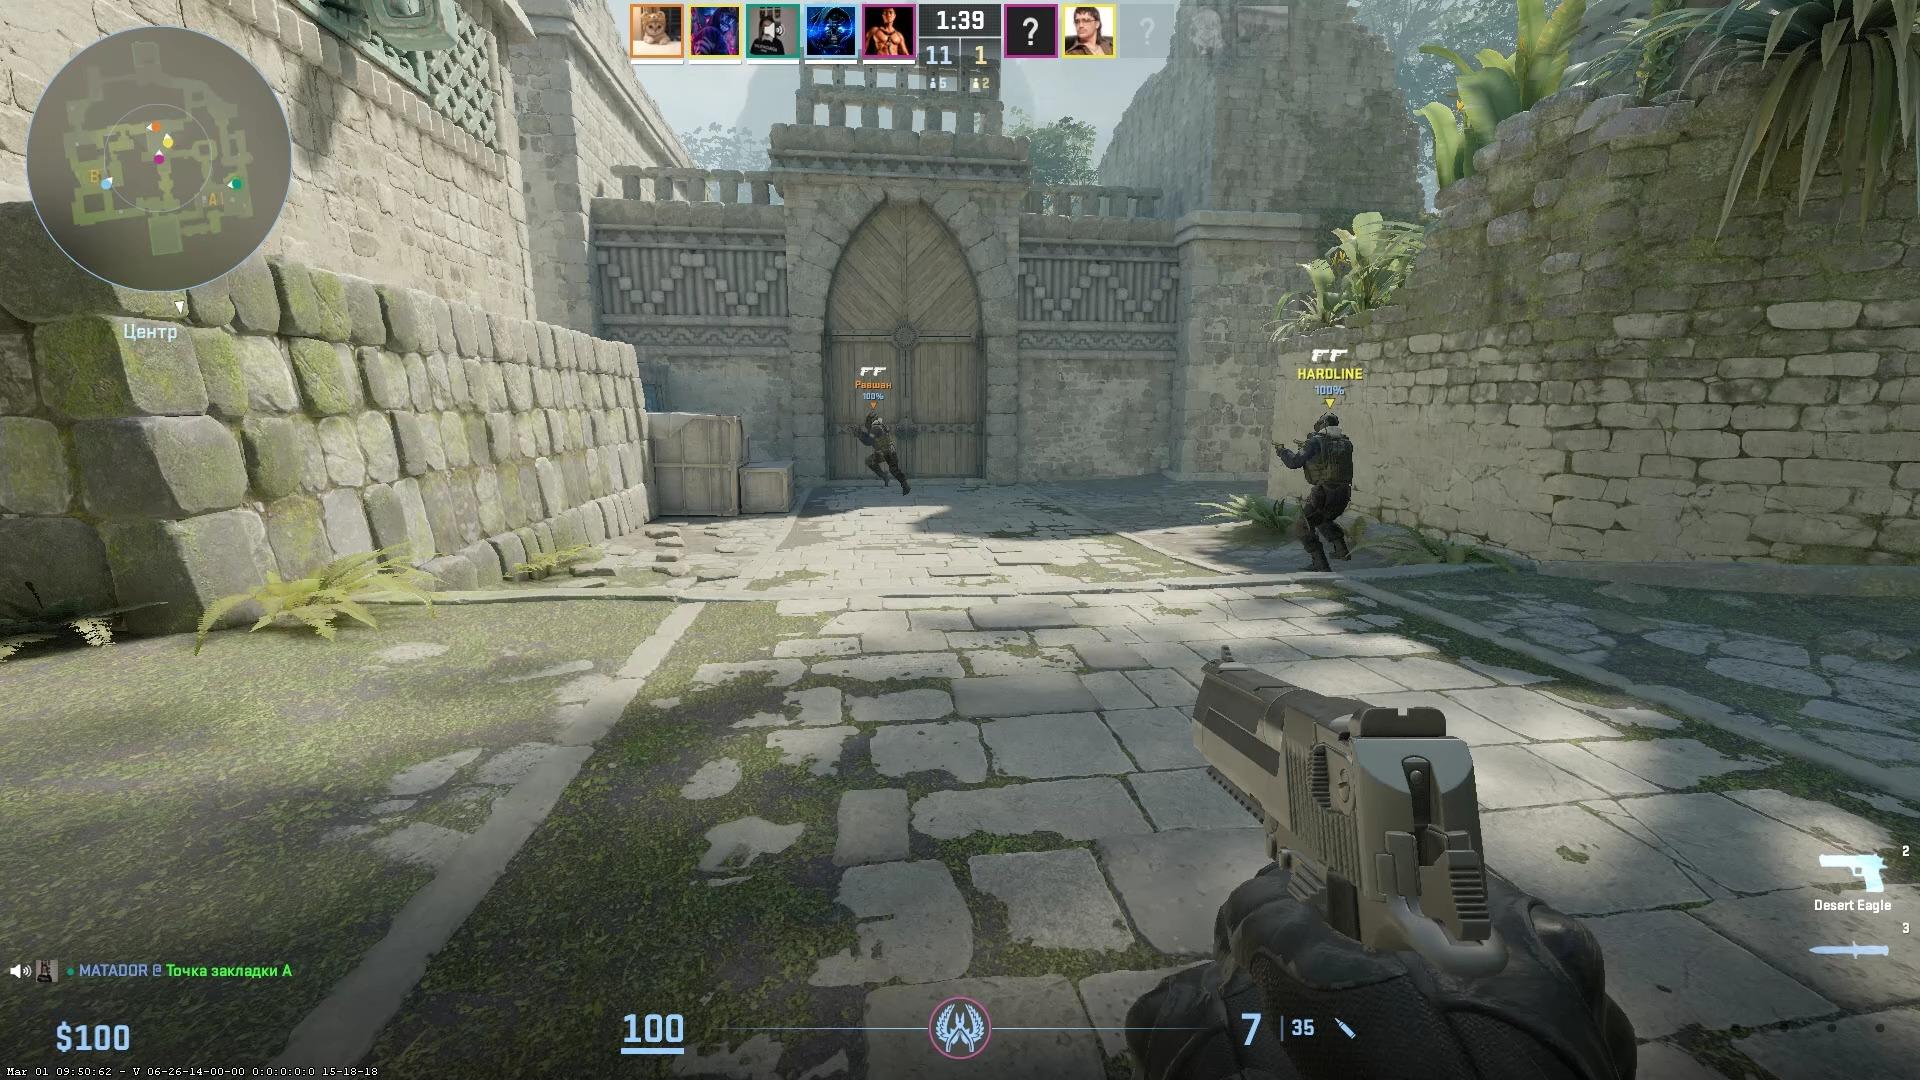 1:39
11 1
5 2
?
?
B
A
Центр
Равшан
100%
HARDLINE
100%
2
Desert Eagle
3
MATADOR @ Точка закладки A
$100
100
7 | 35
Mar 01 09:50:62 - V 06-26-14-00-00 0:0:0:0:0 15-18-18